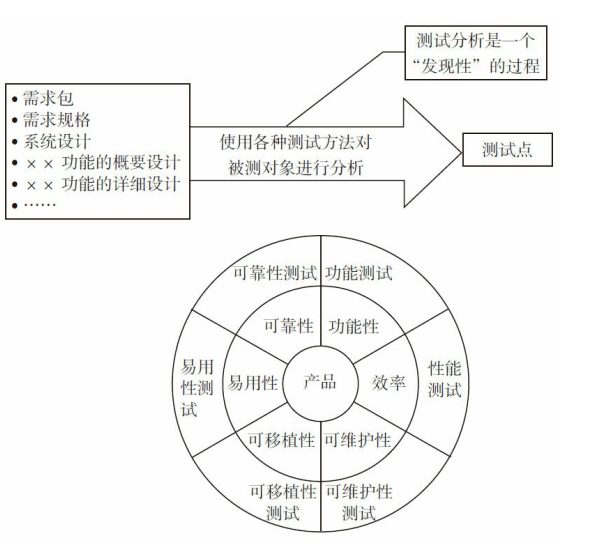 测试分析是一个
“发现性”的过程
• 需求包
• 需求规格
• 系统设计
• ×× 功能的概要设计
• ×× 功能的详细设计
• ……
使用各种测试方法对
被测对象进行分析
测试点
可靠性测试
功能测试
可靠性
功能性
易用
性测
试
易用性
产品
效率
性能
测试
可移植性
可维护性
可移植性
测试
可维护性
测试